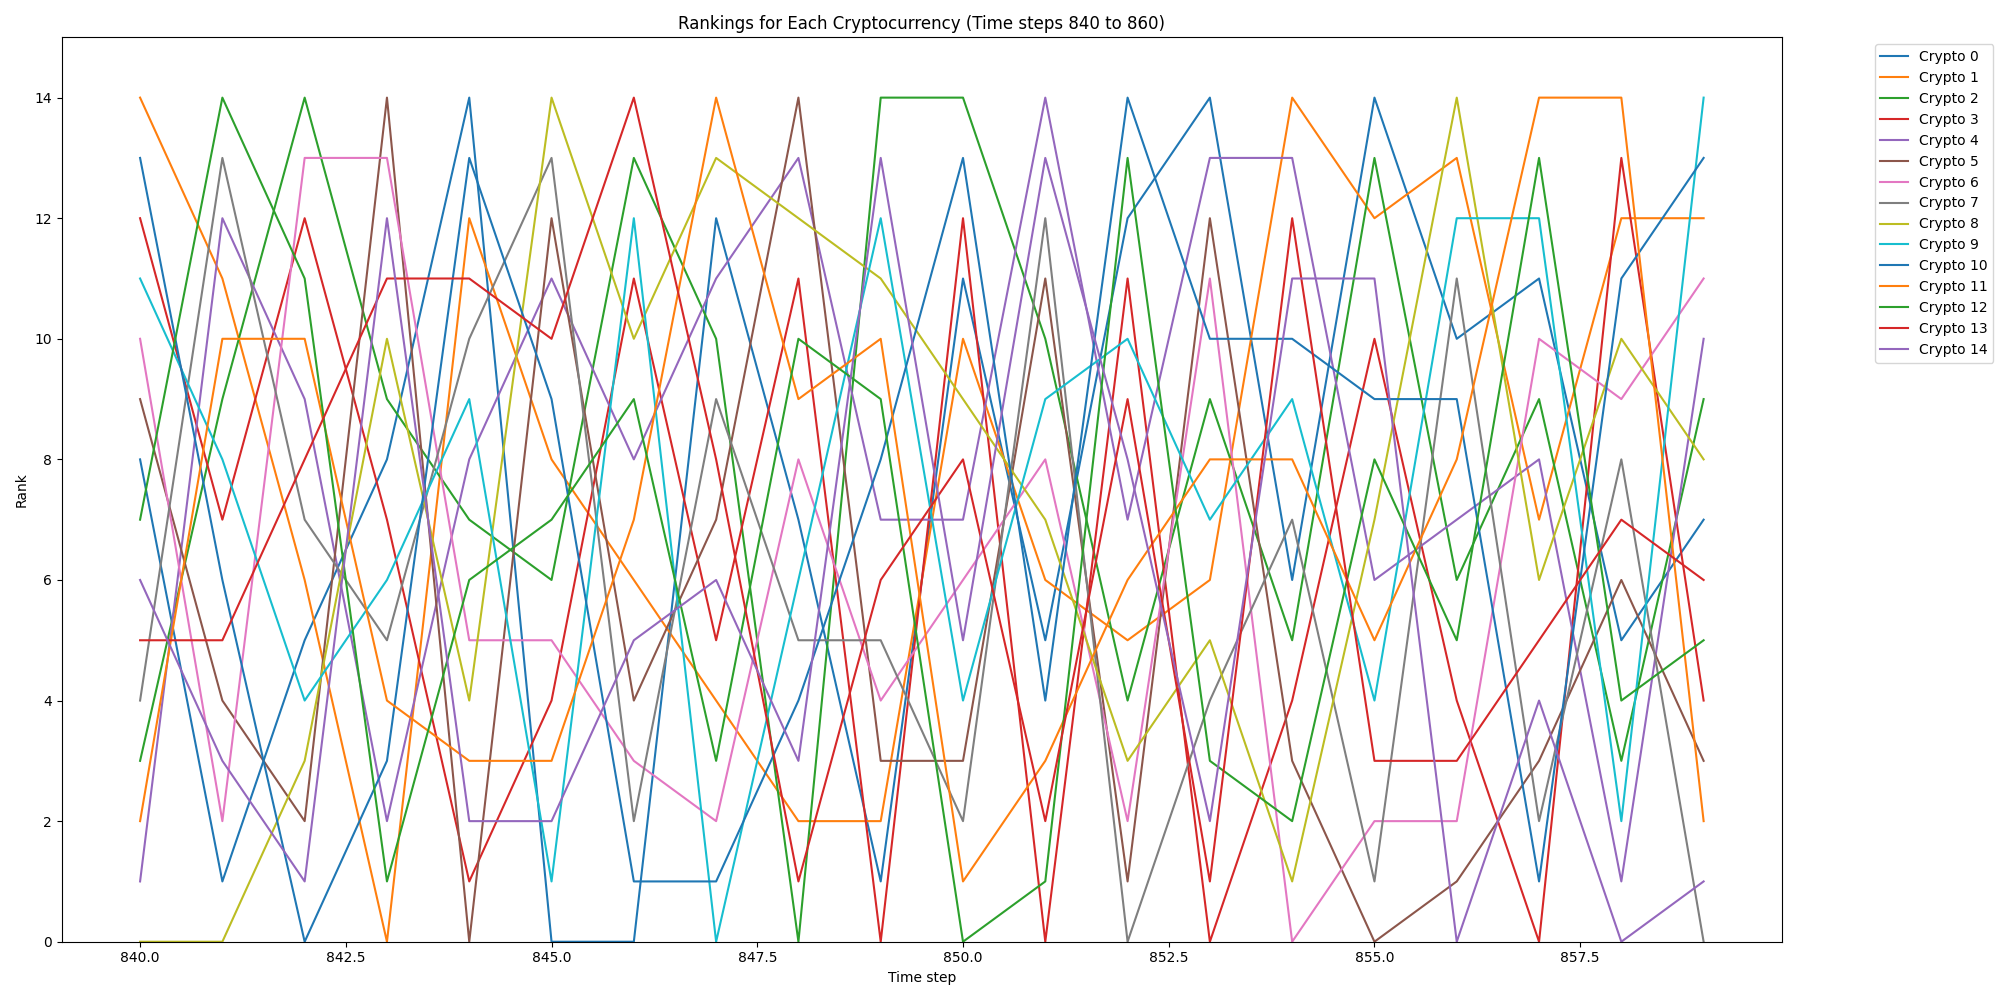 Rankings for Each Cryptocurrency (Time steps 840 to 860)
Rank
14
12
10
8
6
4
2
0
840.0 842.5 845.0 847.5 850.0 852.5 855.0 857.5
Time step
Crypto 0
Crypto 1
Crypto 2
Crypto 3
Crypto 4
Crypto 5
Crypto 6
Crypto 7
Crypto 8
Crypto 9
Crypto 10
Crypto 11
Crypto 12
Crypto 13
Crypto 14